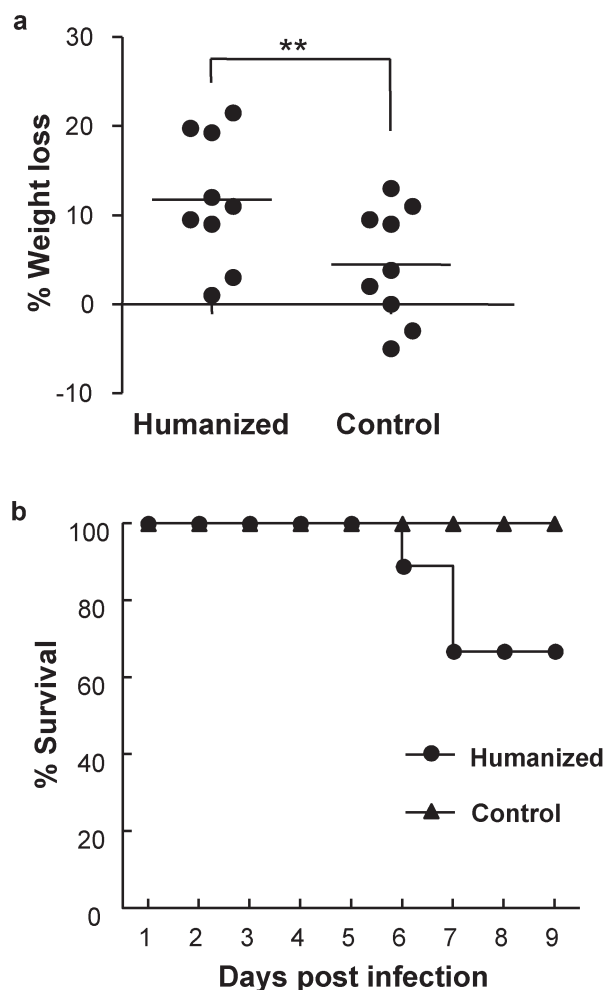 a
30
**
20
% Weight loss
10
0
-10
Humanized Control
b
100
80
% Survival
60
40
Humanized
Control
20
0
1 2 3 4 5 6 7 8 9
Days post infection